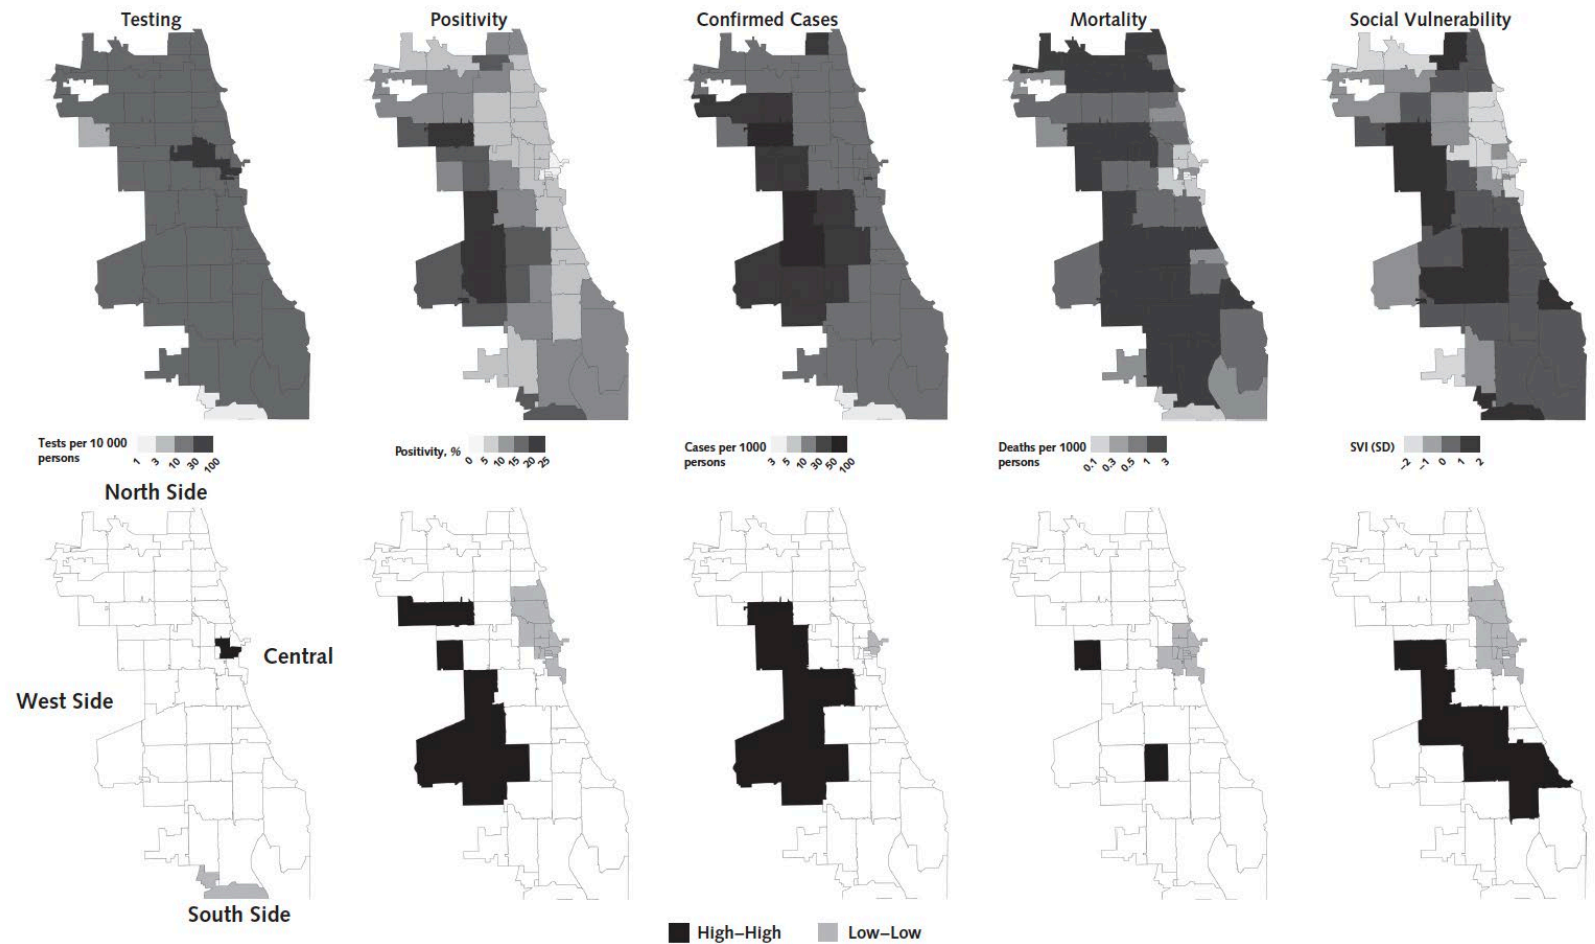 Testing
Positivity
Confirmed Cases
Mortality
Social Vulnerability
Tests per 10 000
persons
1 3 10 30 100
Positivity, %
0 5 10 15 20 25
Cases per 1000
persons
3 5 10 30 50 100
Deaths per 1000
persons
0.1 0.3 0.5 1 3
SVI (SD)
−2 −1 0 1 2
North Side
Central
West Side
South Side
High–High
Low–Low